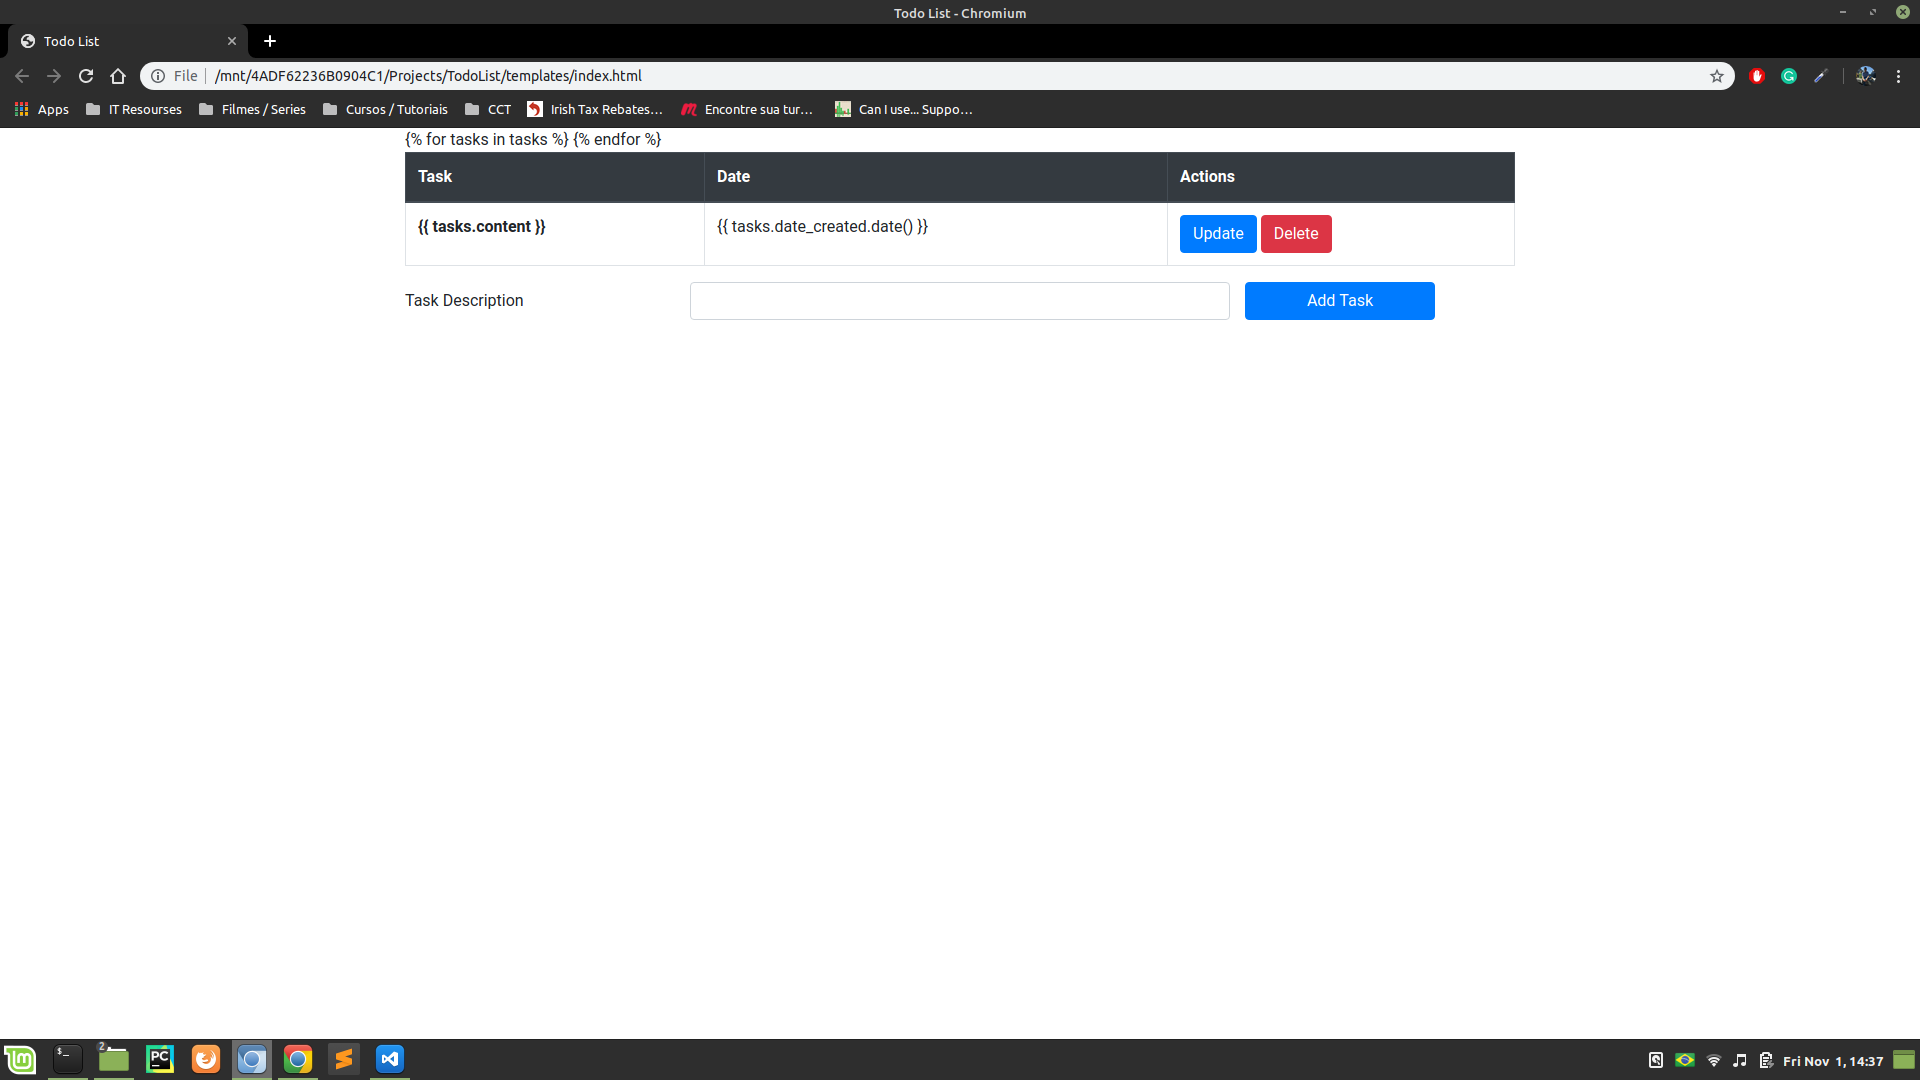 Todo List - Chromium
Todo List
File /mnt/4ADF62236B0904C1/Projects/TodoList/templates/index.html
Apps IT Resourses Filmes / Series Cursos / Tutoriais CCT Irish Tax Rebates... Encontre sua tur... Can I use... Suppo...
{% for tasks in tasks %} {% endfor %}
Task Date Actions
{{ tasks.content }} {{ tasks.date_created.date() }} Update Delete
Task Description Add Task
2 $_ PC Fri Nov 1, 14:37